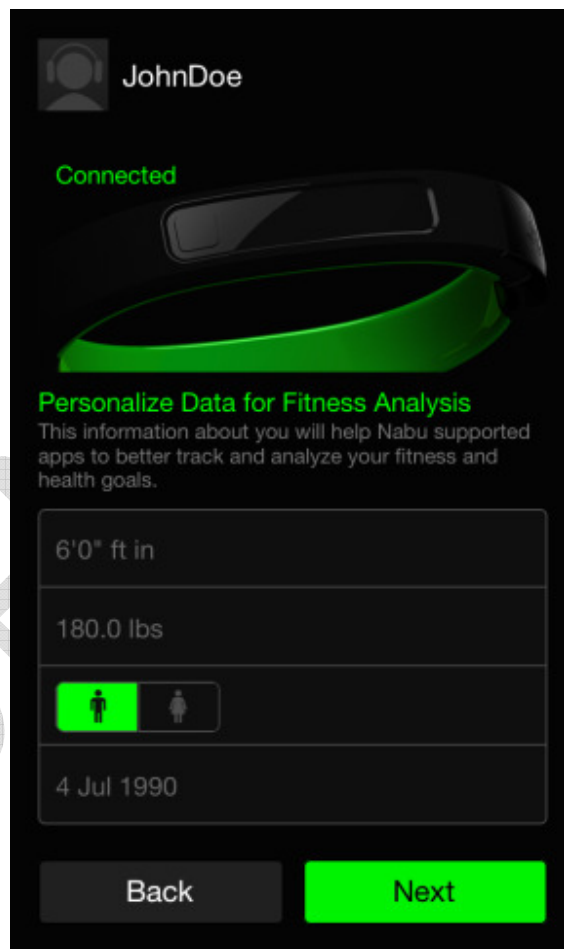 JohnDoe
Connected
Personalize Data for Fitness Analysis
This information about you will help Nabu supported
apps to better track and analyze your fitness and
health goals.
6'0" ft in
180.0 lbs
4 Jul 1990
Back
Next